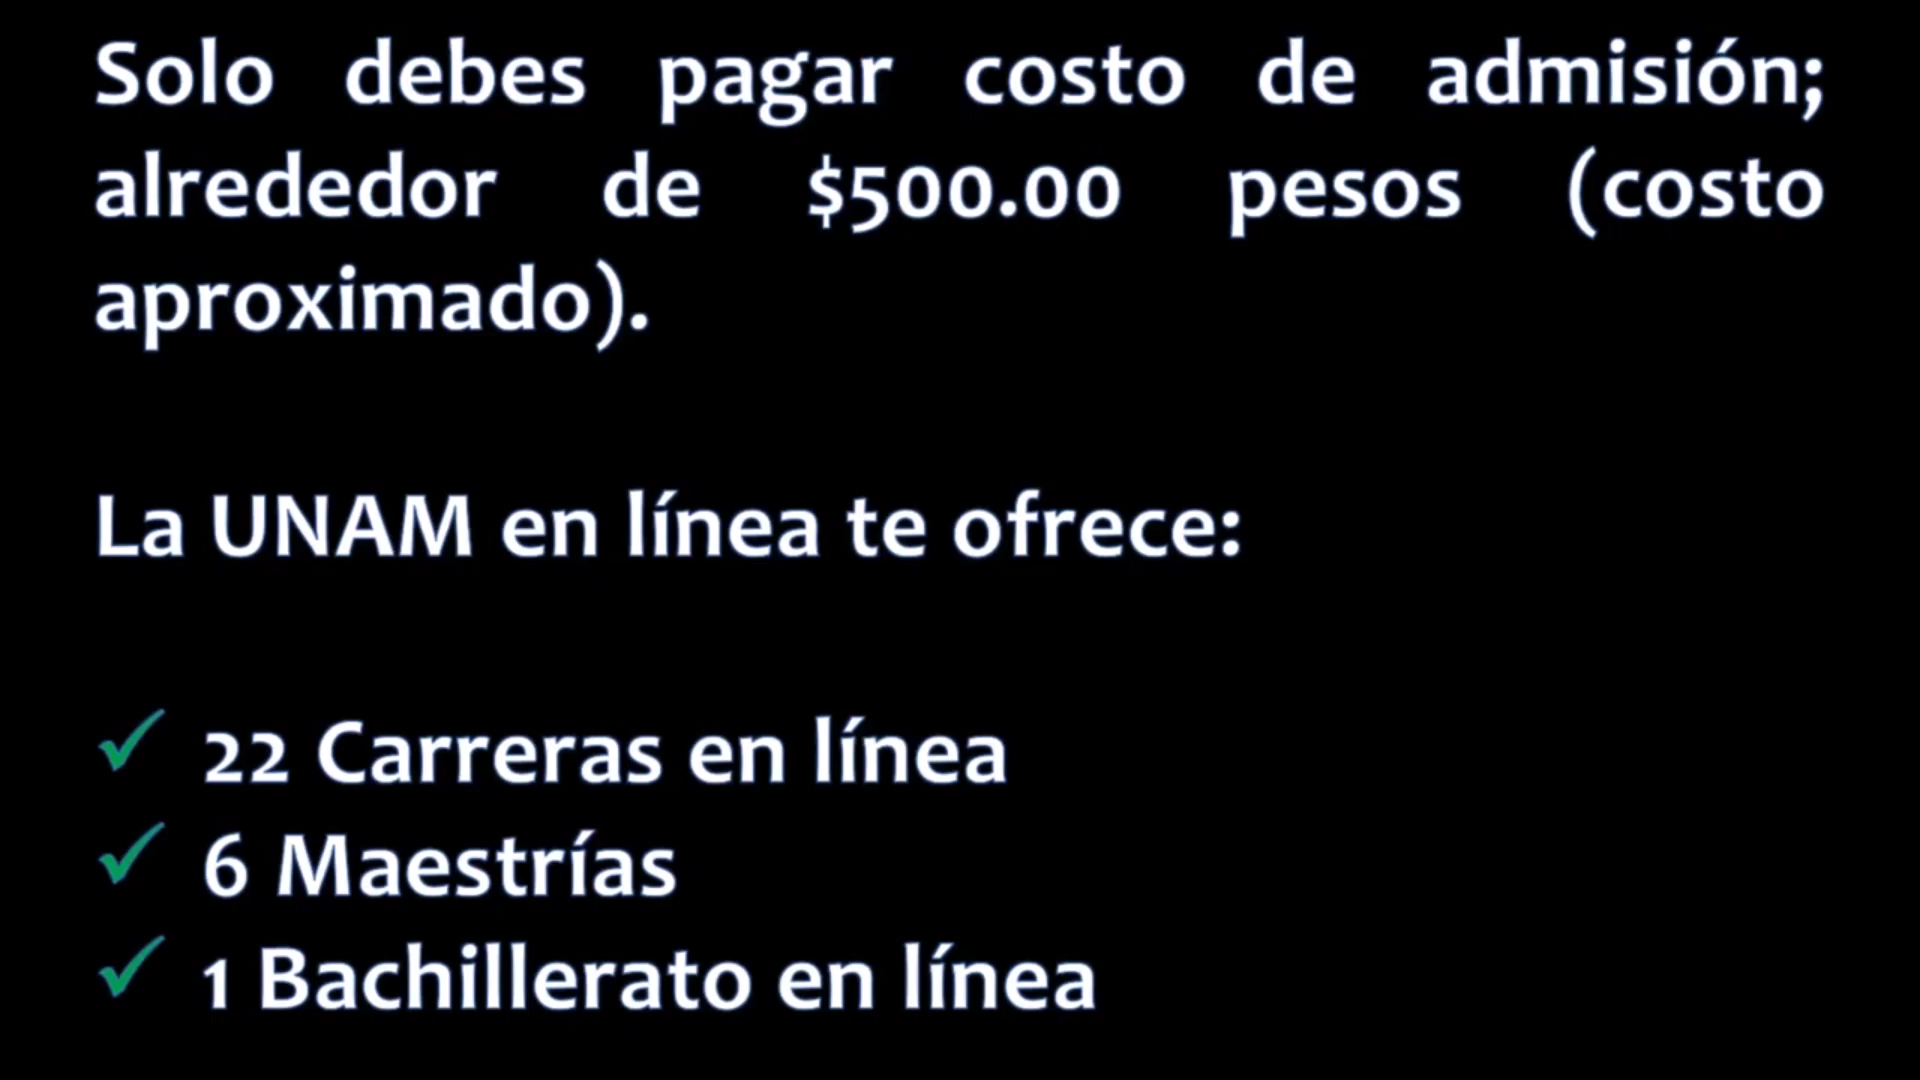 Solo debes pagar costo de admisión;
alrededor de $500.00 pesos (costo
aproximado).
La UNAM en línea te ofrece:
✓ 22 Carreras en línea
✓ 6 Maestrías
✓ 1 Bachillerato en línea